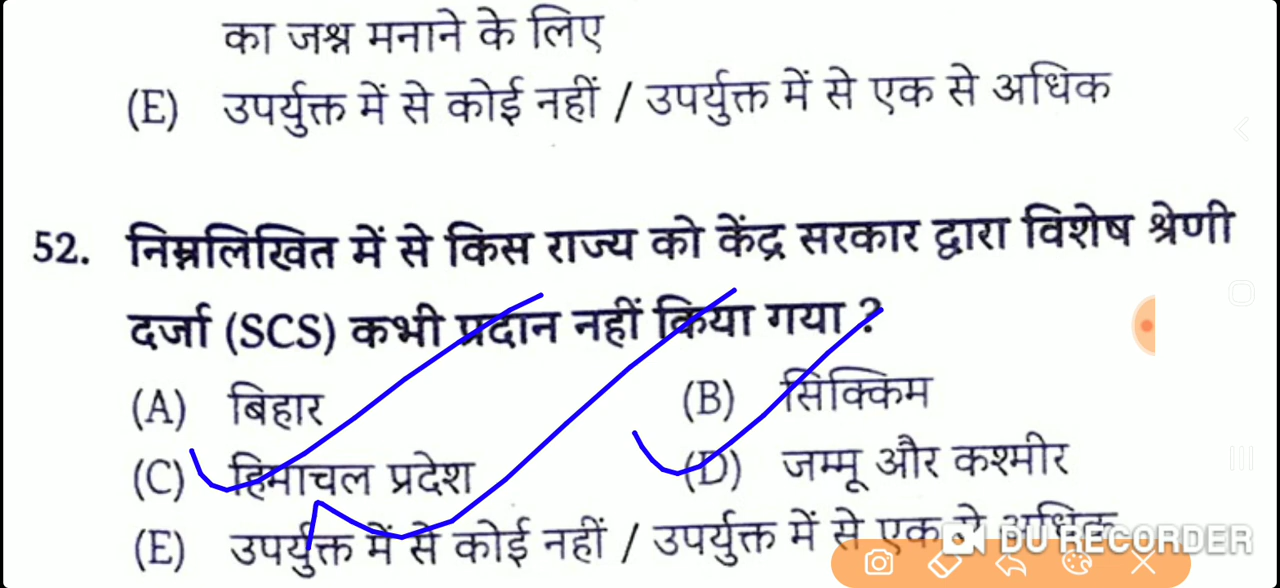 का जश्न मनाने के लिए
(E) उपर्युक्त में से कोई नहीं / उपर्युक्त में से एक से अधिक
52. निम्नलिखित में से किस राज्य को केंद्र सरकार द्वारा विशेष श्रेणी
दर्जा (SCS) कभी प्रदान नहीं किया गया ?
(A) बिहार (B) सिक्किम
(C) हिमाचल प्रदेश (D) जम्मू और कश्मीर
(E) उपर्युक्त में से कोई नहीं / उपर्युक्त में से एक से अधिक
DU RECORDER